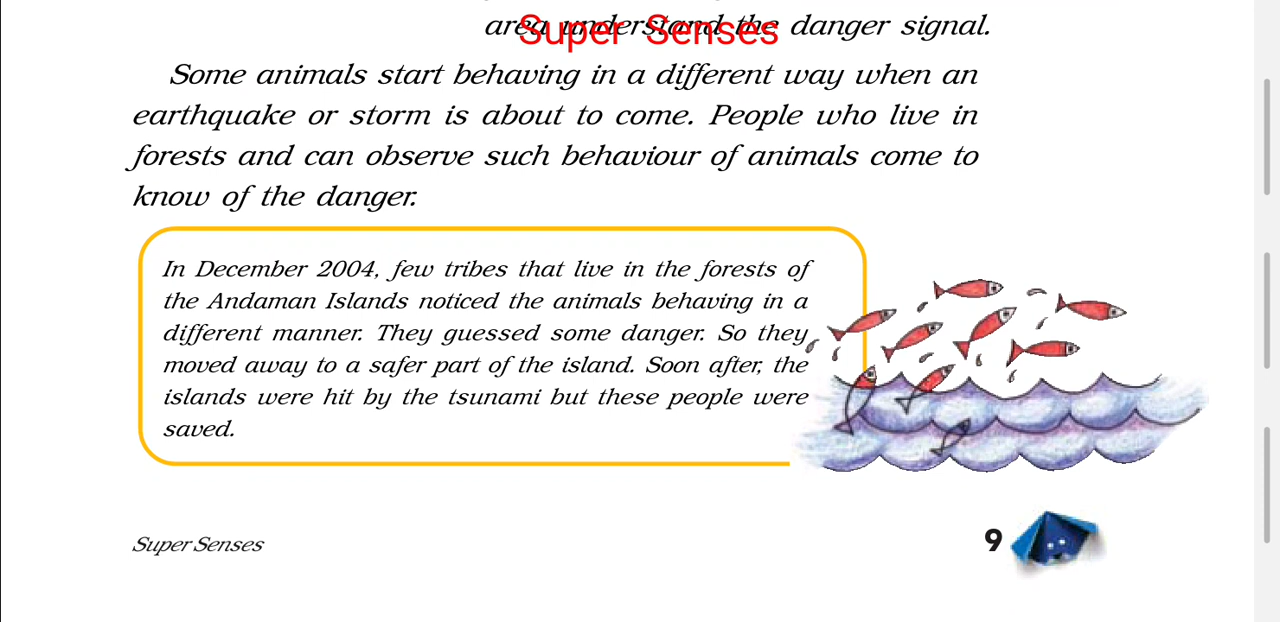 Super Senses
area understand the danger signal.
Some animals start behaving in a different way when an
earthquake or storm is about to come. People who live in
forests and can observe such behaviour of animals come to
know of the danger.
In December 2004, few tribes that live in the forests of
the Andaman Islands noticed the animals behaving in a
different manner. They guessed some danger. So they
moved away to a safer part of the island. Soon after, the
islands were hit by the tsunami but these people were
saved.
Super Senses
9